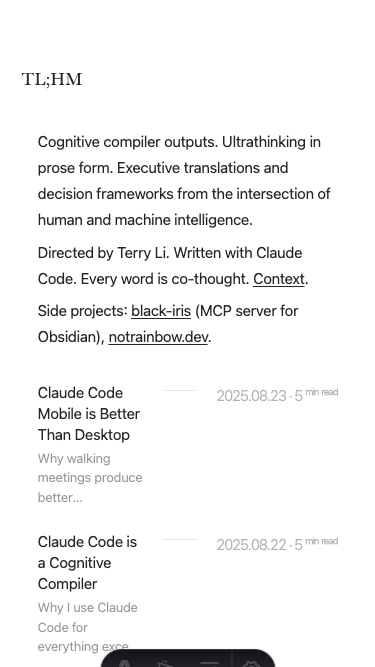 TL;HM
Cognitive compiler outputs. Ultrathinking in
prose form. Executive translations and
decision frameworks from the intersection of
human and machine intelligence.
Directed by Terry Li. Written with Claude
Code. Every word is co-thought. Context.
Side projects: black-iris (MCP server for
Obsidian), notrainbow.dev.
Claude Code
Mobile is Better
Than Desktop
2025.08.23 · 5 min read
Why walking
meetings produce
better...
Claude Code is
a Cognitive
Compiler
2025.08.22 · 5 min read
Why I use Claude
Code for
everything exce